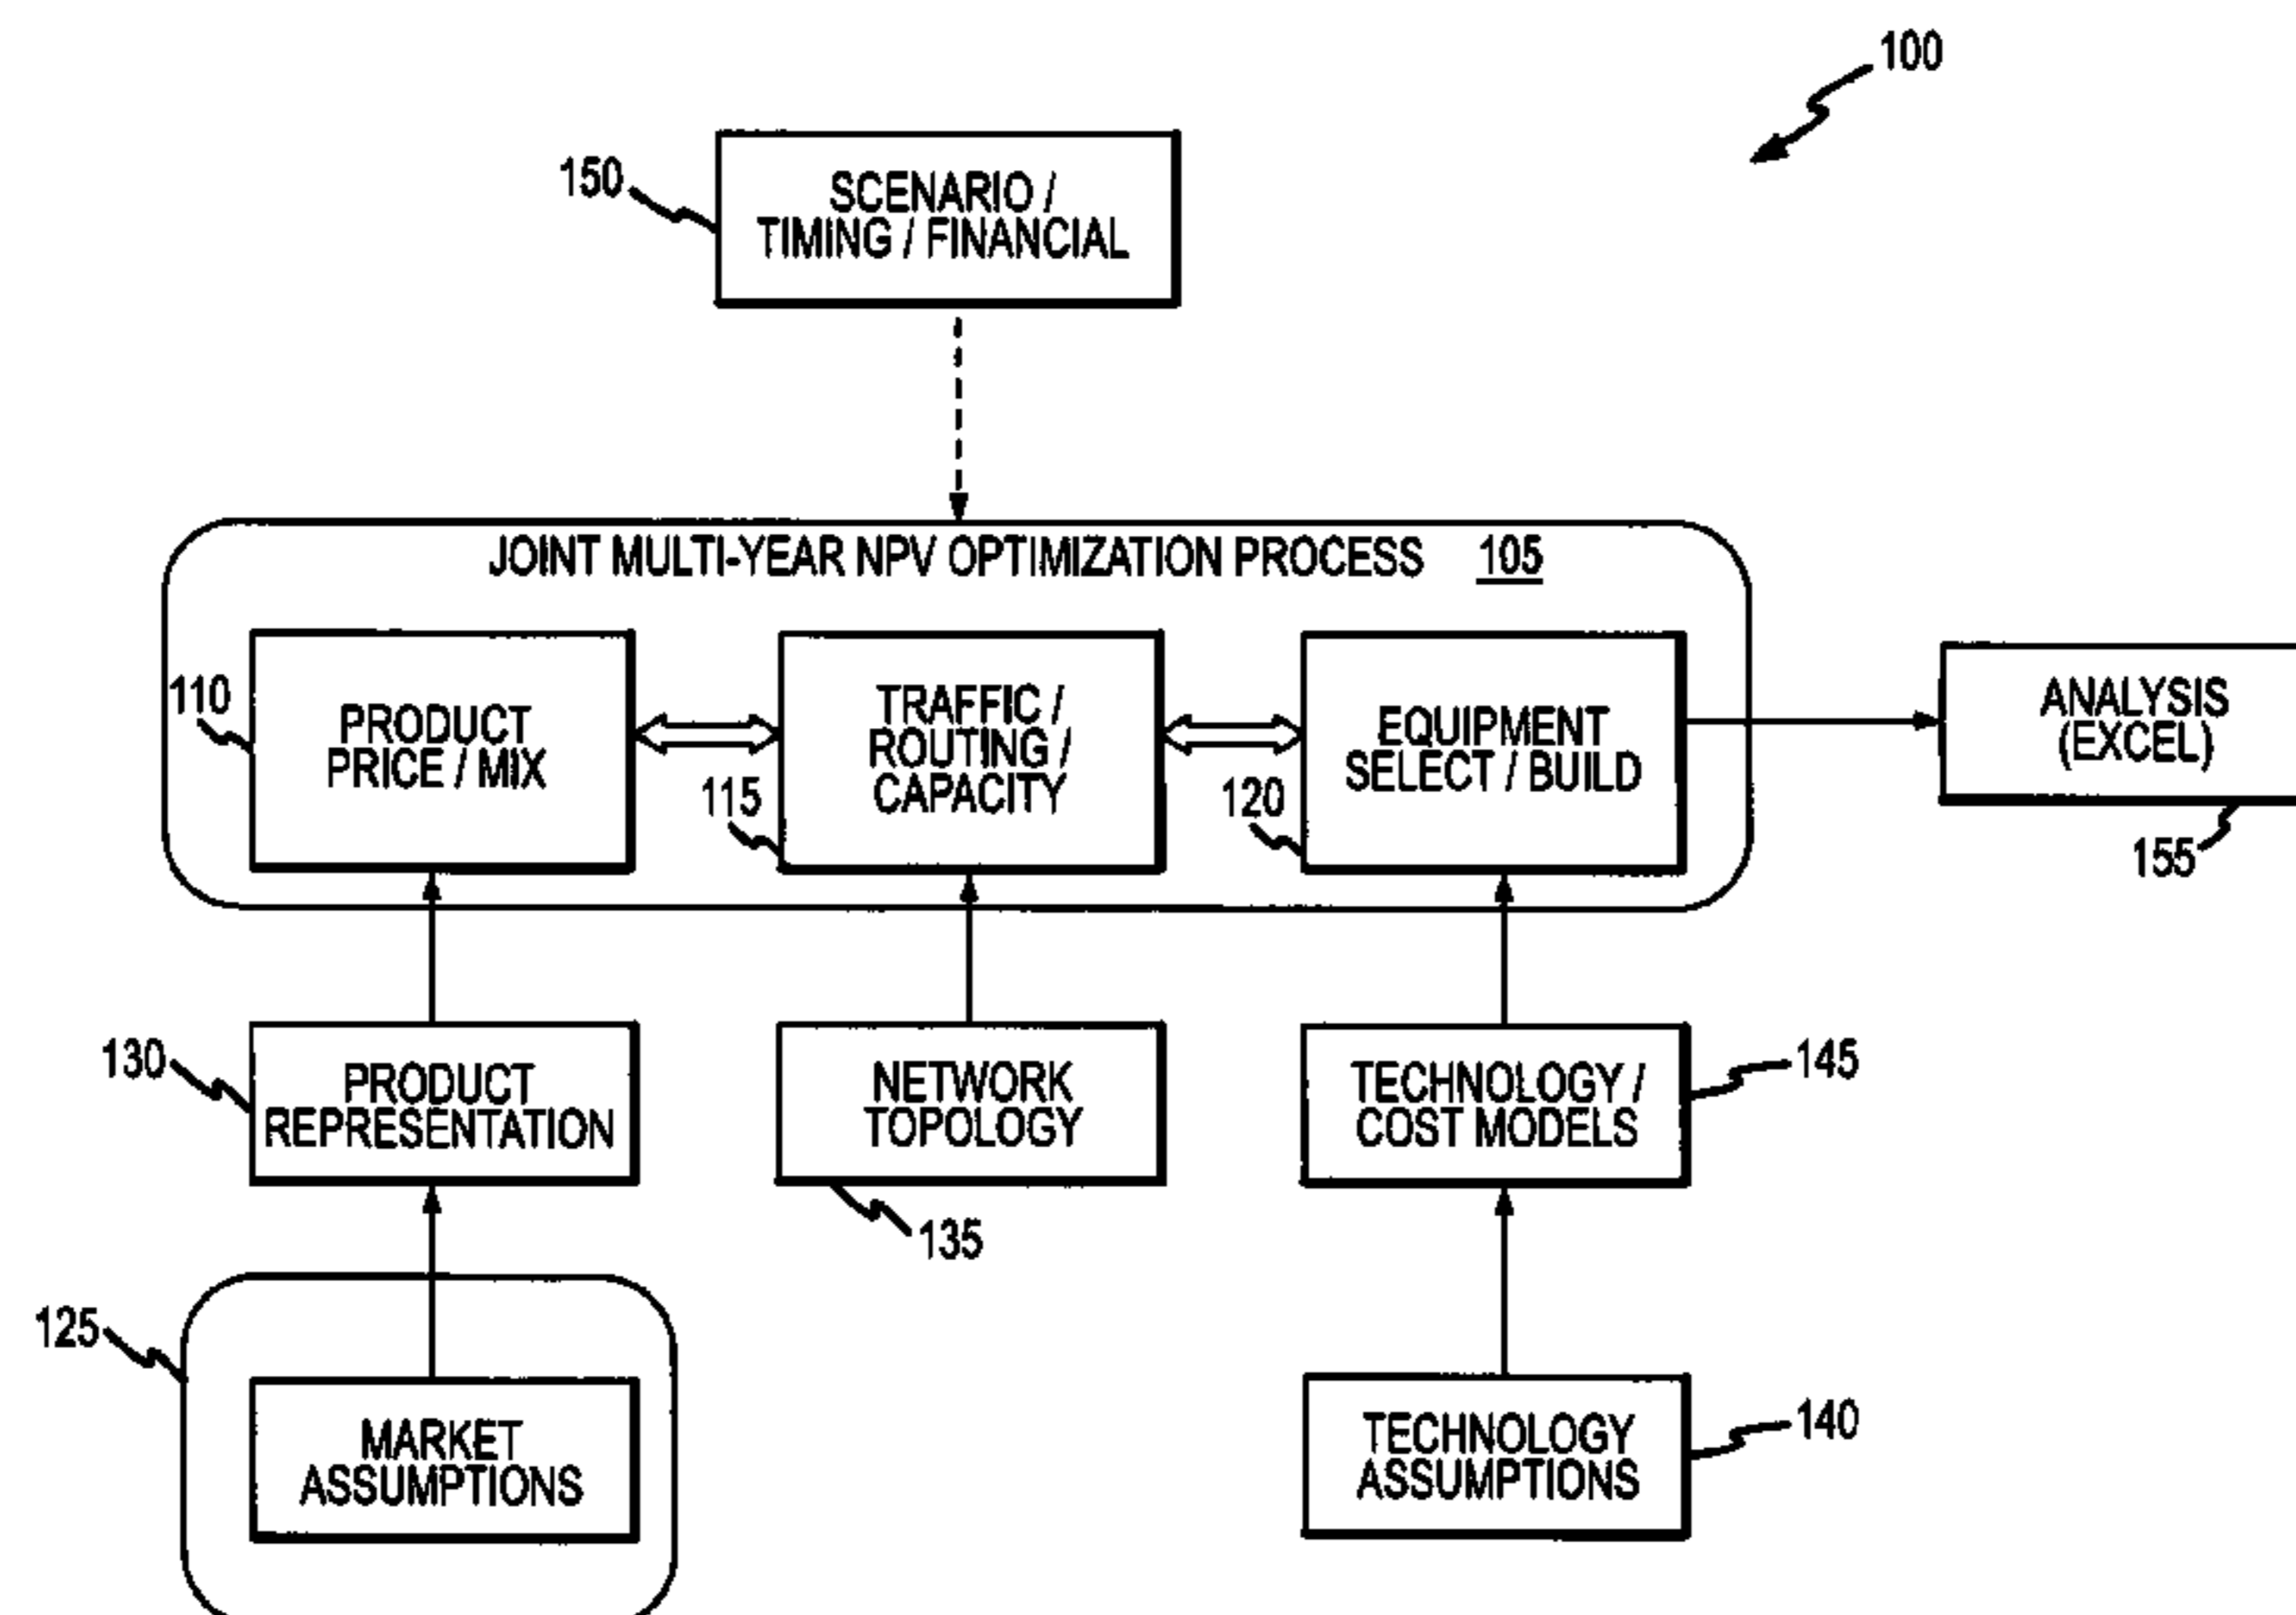 100
150
SCENARIO /
TIMING / FINANCIAL
JOINT MULTI-YEAR NPV OPTIMIZATION PROCESS 105
110
PRODUCT
PRICE / MIX
115
TRAFFIC /
ROUTING /
CAPACITY
120
EQUIPMENT
SELECT / BUILD
ANALYSIS
(EXCEL)
155
130
PRODUCT
REPRESENTATION
NETWORK
TOPOLOGY
135
TECHNOLOGY /
COST MODELS
145
125
MARKET
ASSUMPTIONS
TECHNOLOGY
ASSUMPTIONS
140